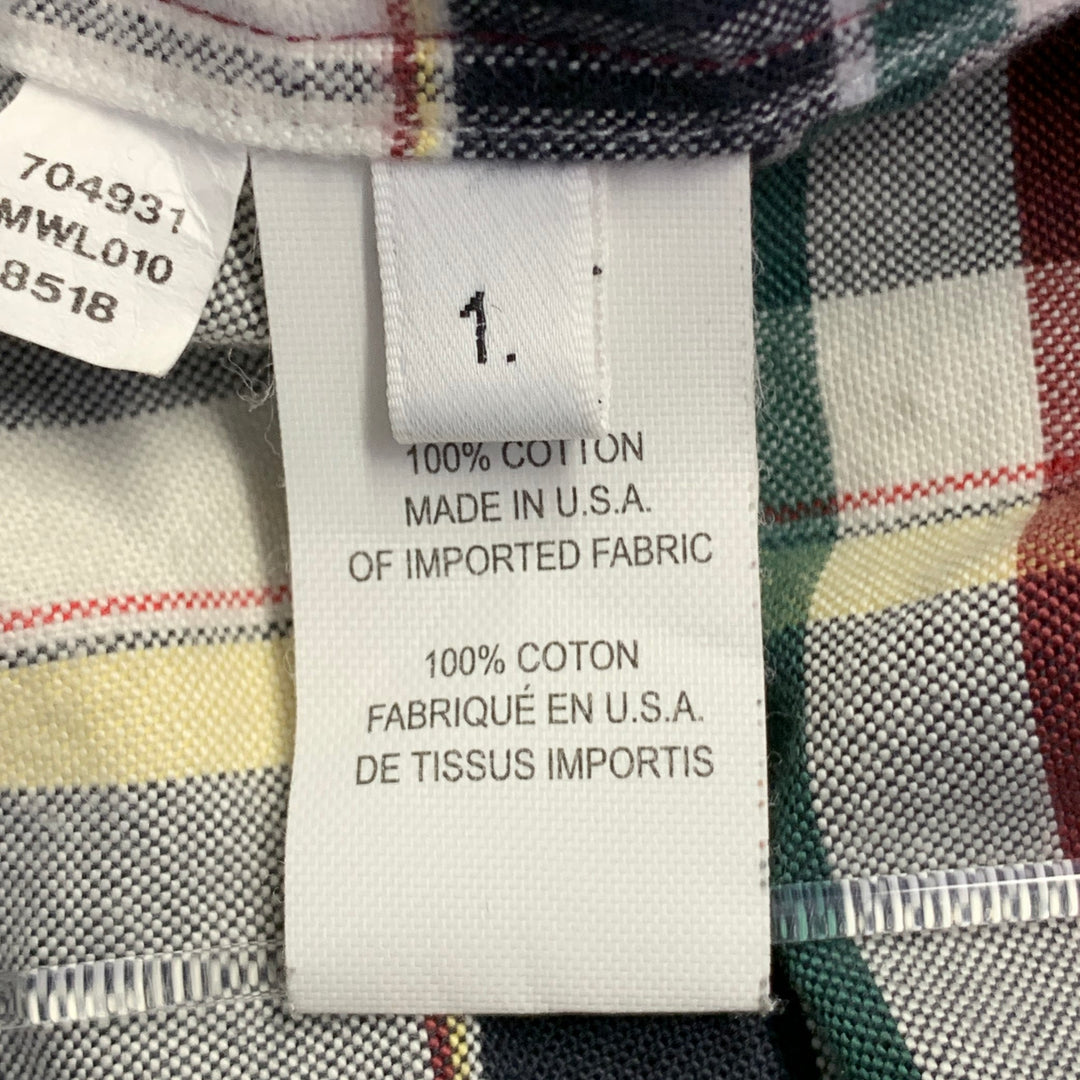 704931
MWL010
8518
1.
100% COTTON
MADE IN U.S.A.
OF IMPORTED FABRIC
100% COTON
FABRIQUÉ EN U.S.A.
DE TISSUS IMPORTIS